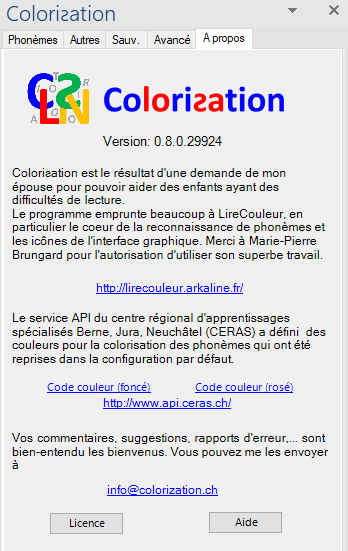 Coloriƨation
Phonèmes Autres Sauv. Avancé A propos
Coloriƨation
Version: 0.8.0.29924
Coloriƨation est le résultat d'une demande de mon
épouse pour pouvoir aider des enfants ayant des
difficultés de lecture.
Le programme emprunte beaucoup à LireCouleur, en
particulier le coeur de la reconnaissance de phonèmes et
les icônes de l'interface graphique. Merci à Marie-Pierre
Brungard pour l'autorisation d'utiliser son superbe travail.
http://lirecouleur.arkaline.fr/
Le service API du centre régional d'apprentissages
spécialisés Berne, Jura, Neuchâtel (CERAS) a défini des
couleurs pour la colorisation des phonèmes qui ont été
reprises dans la configuration par défaut.
Code couleur (foncé) Code couleur (rosé)
http://www.api.ceras.ch/
Vos commentaires, suggestions, rapports d'erreur,... sont
bien-entendu les bienvenus. Vous pouvez me les envoyer
à
info@colorization.ch
Licence Aide